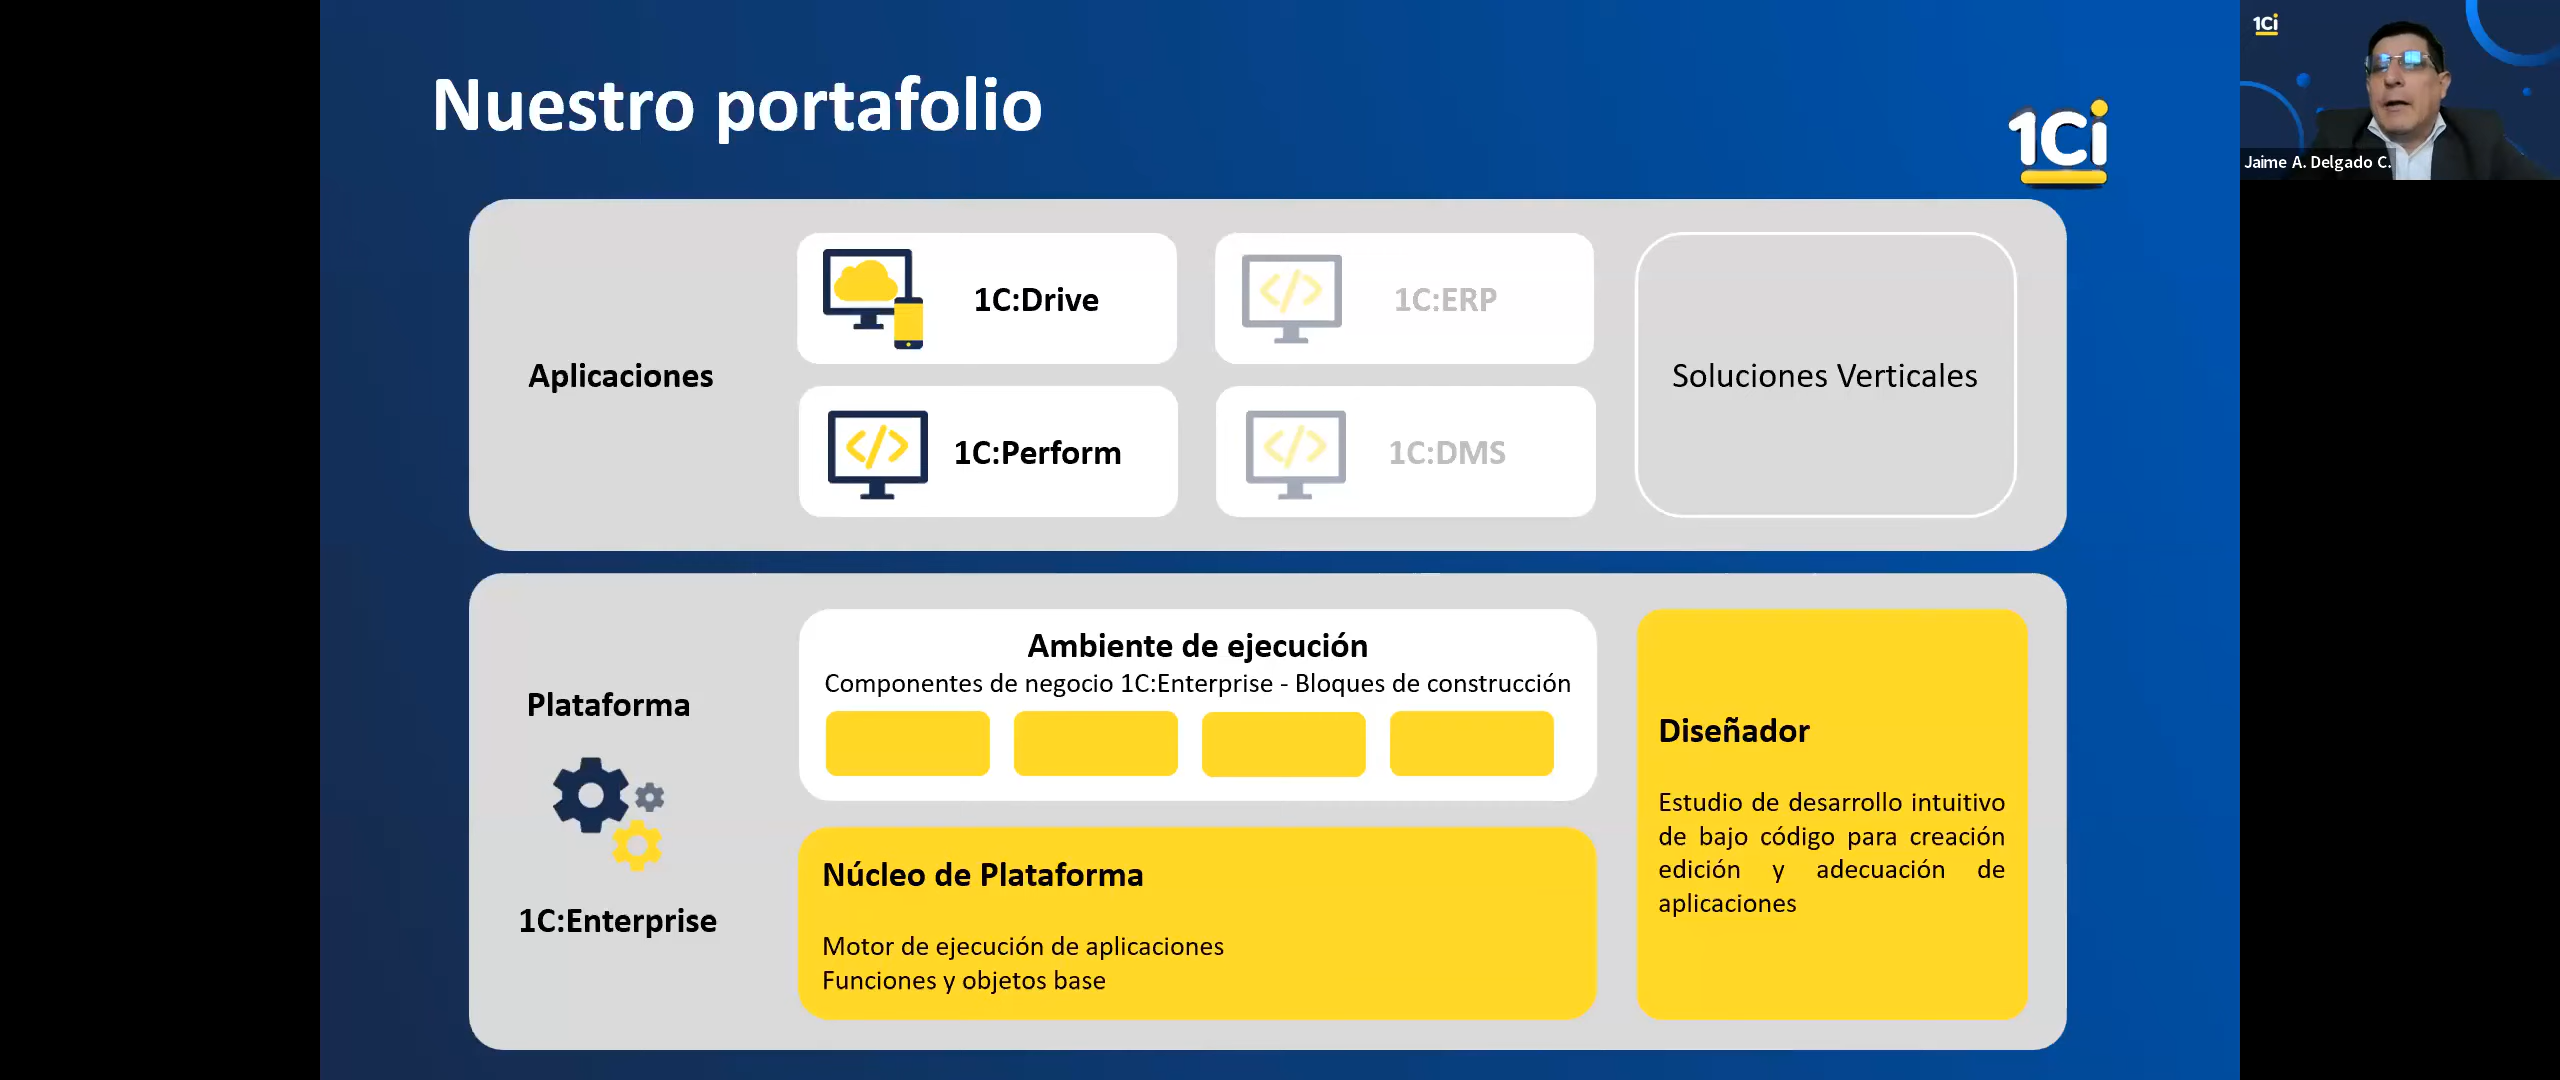 Nuestro portafolio
1Ci
1Ci
Jaime A. Delgado C.
Aplicaciones
1C:Drive
1C:ERP
1C:Perform
1C:DMS
Soluciones Verticales
Plataforma
1C:Enterprise
Ambiente de ejecución
Componentes de negocio 1C:Enterprise - Bloques de construcción
Núcleo de Plataforma
Motor de ejecución de aplicaciones
Funciones y objetos base
Diseñador
Estudio de desarrollo intuitivo
de bajo código para creación
edición y adecuación de
aplicaciones